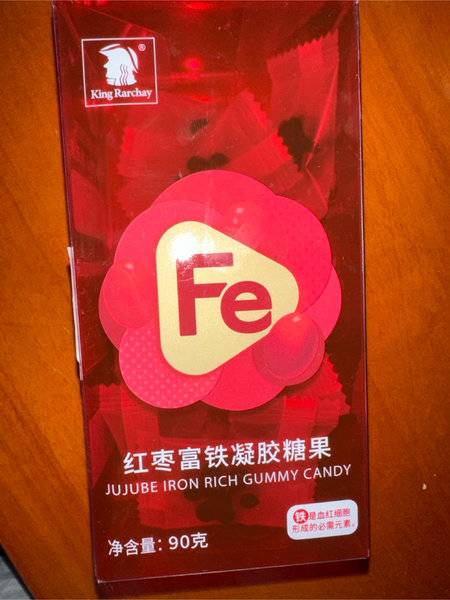 ®
King Rarchay
Fe
红枣富铁凝胶糖果
JUJUBE IRON RICH GUMMY CANDY
铁是血红细胞
形成的必需元素。
净含量：90克